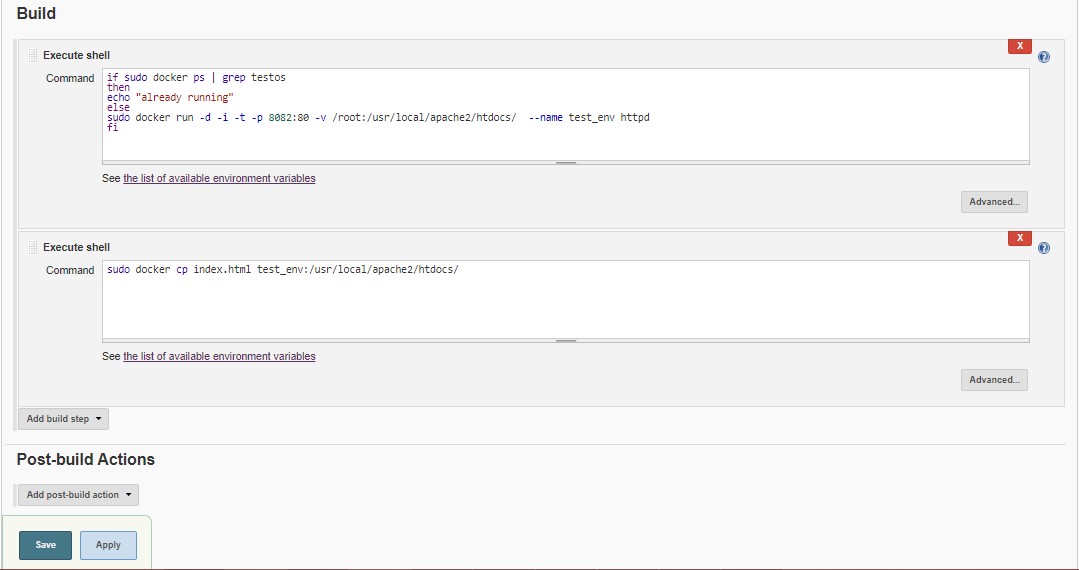 Build
X
Execute shell
Command
if sudo docker ps | grep testos
then
echo "already running"
else
sudo docker run -d -i -t -p 8082:80 -v /root:/usr/local/apache2/htdocs/  --name test_env httpd
fi
See the list of available environment variables
Advanced...
X
Execute shell
Command
sudo docker cp index.html test_env:/usr/local/apache2/htdocs/
See the list of available environment variables
Advanced...
Add build step
Post-build Actions
Add post-build action
Save
Apply